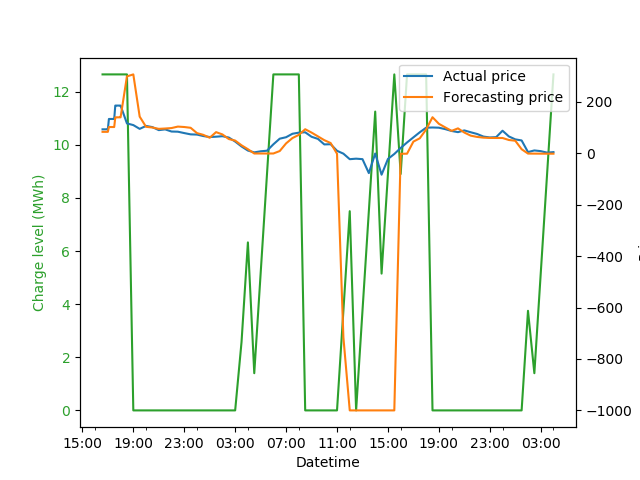 Actual price
Forecasting price
12
10
8
6
4
2
0
Charge level (MWh)
200
0
−200
−400
−600
−800
−1000
15:00 19:00 23:00 03:00 07:00 11:00 15:00 19:00 23:00 03:00
Datetime